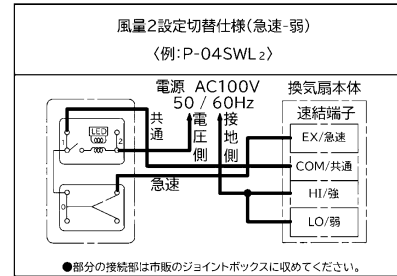 風量2設定切替仕様(急速-弱)
〈例:P-04SWL2〉
電源 AC100V
50 / 60Hz
換気扇本体
速結端子
共通
電圧側
接地側
LED
1
2
EX/急速
COM/共通
急速
HI/強
LO/弱
0
●部分の接続部は市販のジョイントボックスに収めてください。